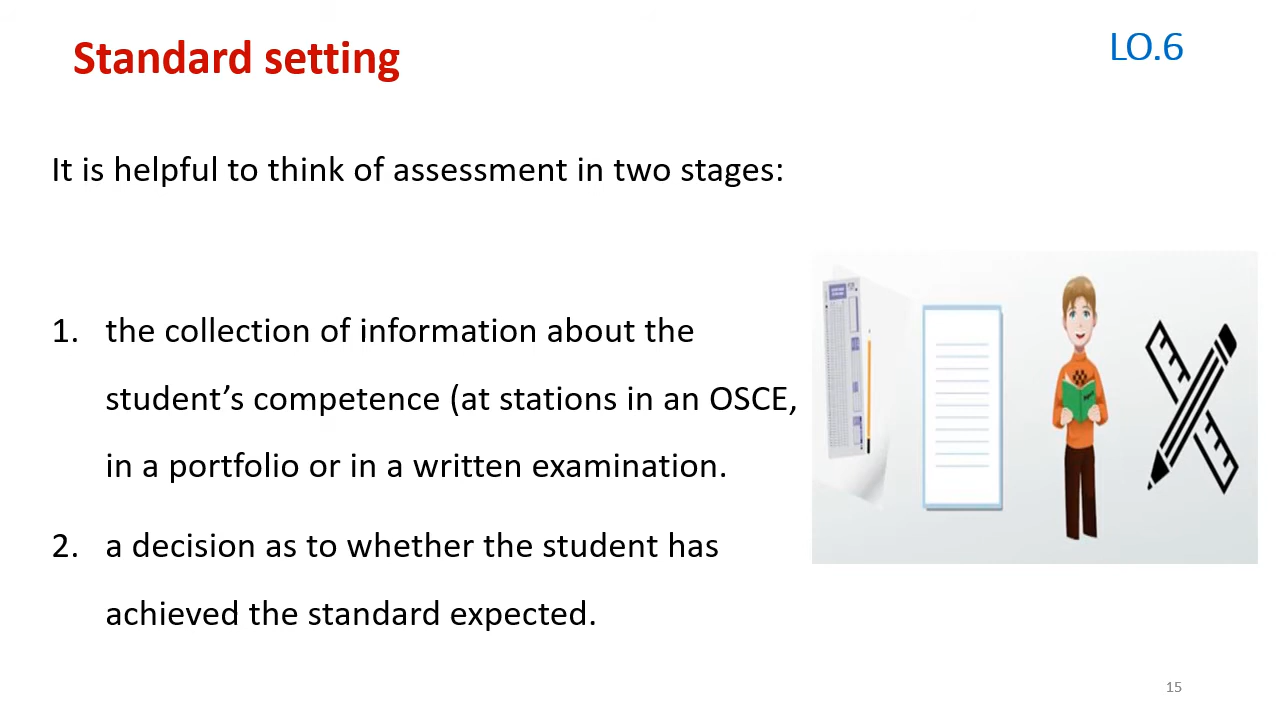 Standard setting
LO.6
It is helpful to think of assessment in two stages:
1. the collection of information about the
student’s competence (at stations in an OSCE,
in a portfolio or in a written examination.
2. a decision as to whether the student has
achieved the standard expected.
15